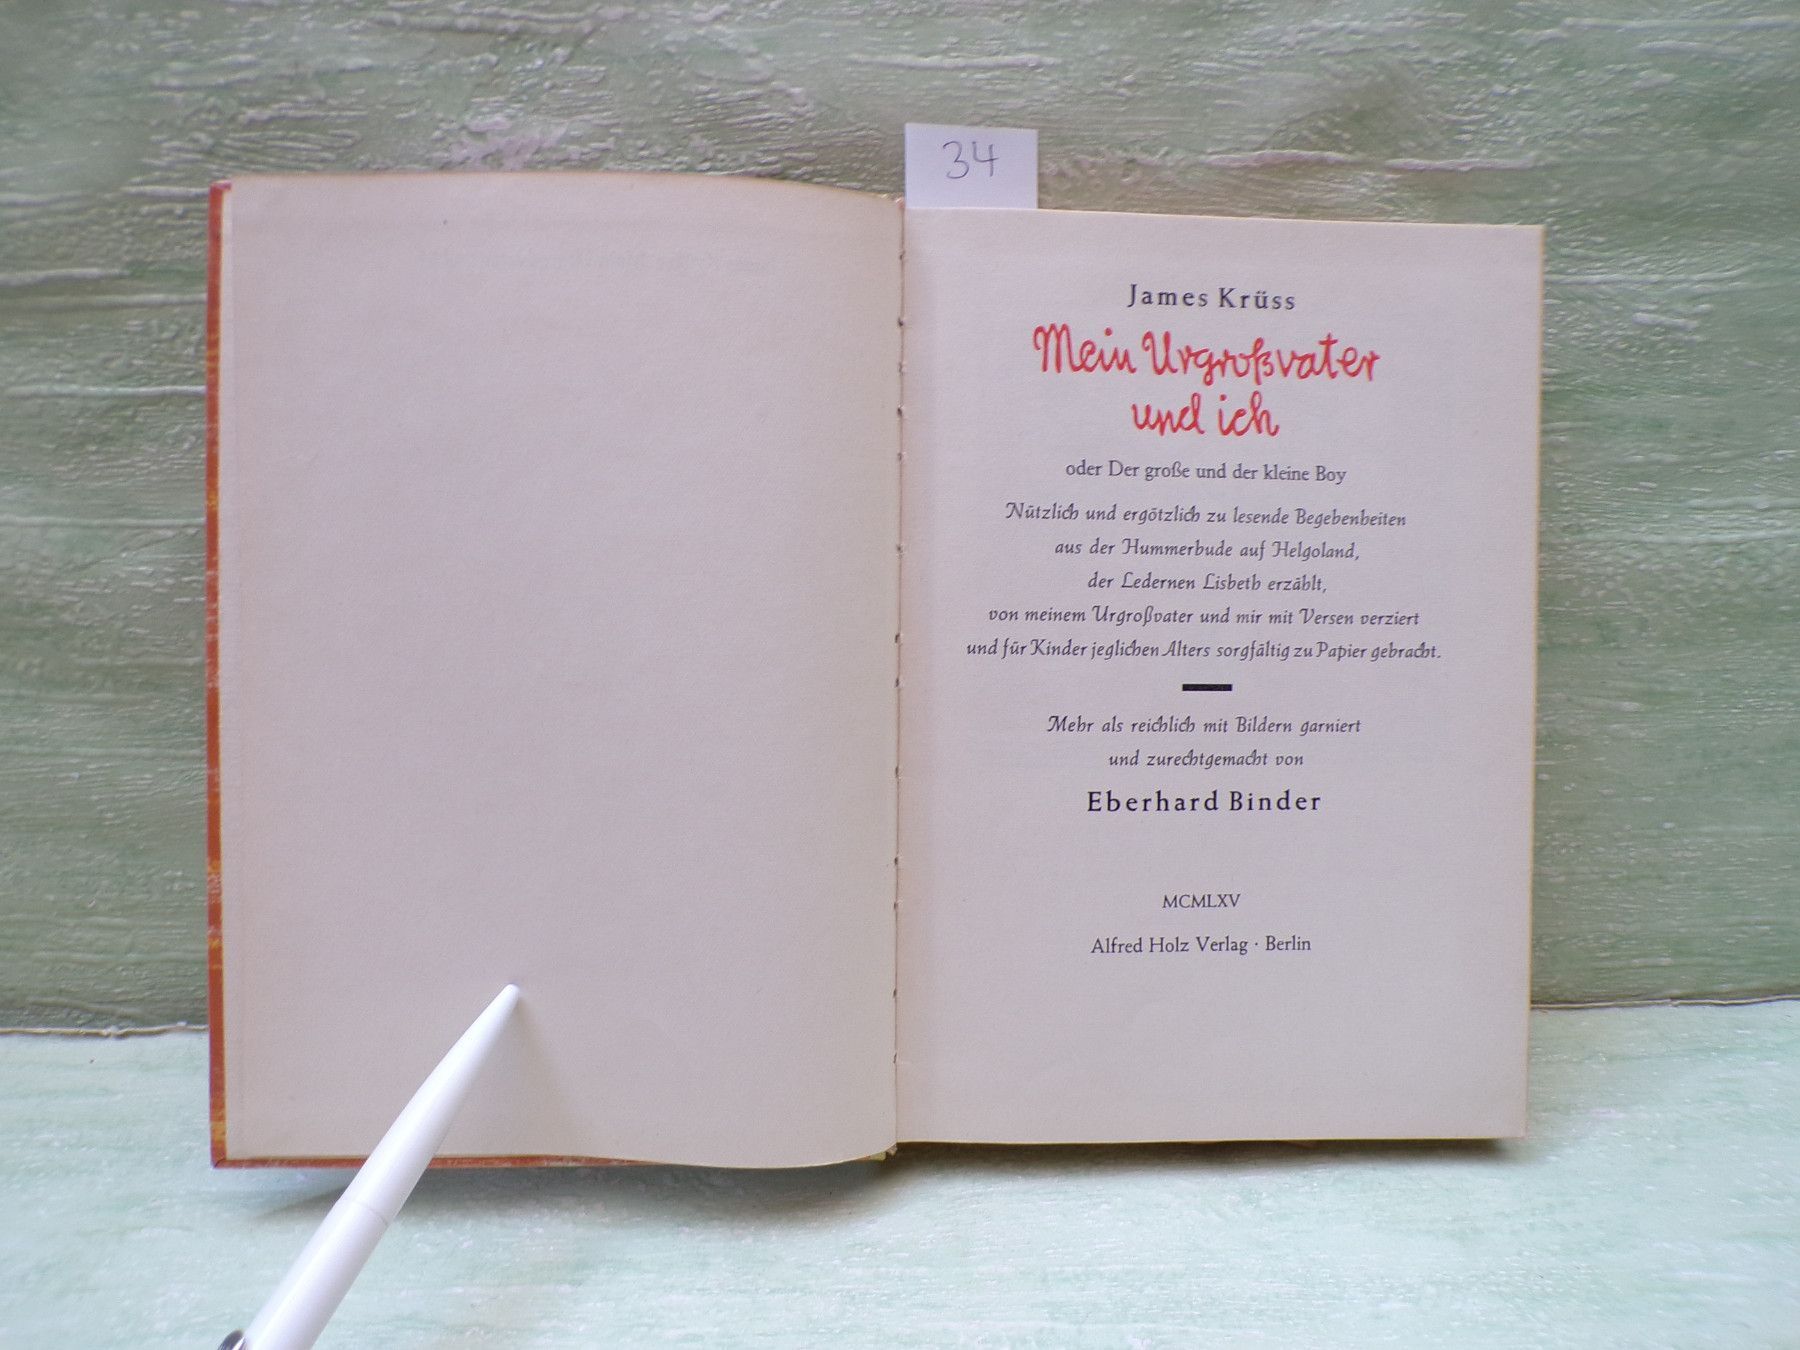 34
James Krüss
Mein Urgroßvater
und ich
oder Der große und der kleine Boy
Nützlich und ergötzlich zu lesende Begebenheiten
aus der Hummerbude auf Helgoland,
der Ledernen Lisbeth erzählt,
von meinem Urgroßvater und mir mit Versen verziert
und für Kinder jeglichen Alters sorgfältig zu Papier gebracht.
Mehr als reichlich mit Bildern garniert
und zurechtgemacht von
Eberhard Binder
MCMLXV
Alfred Holz Verlag · Berlin